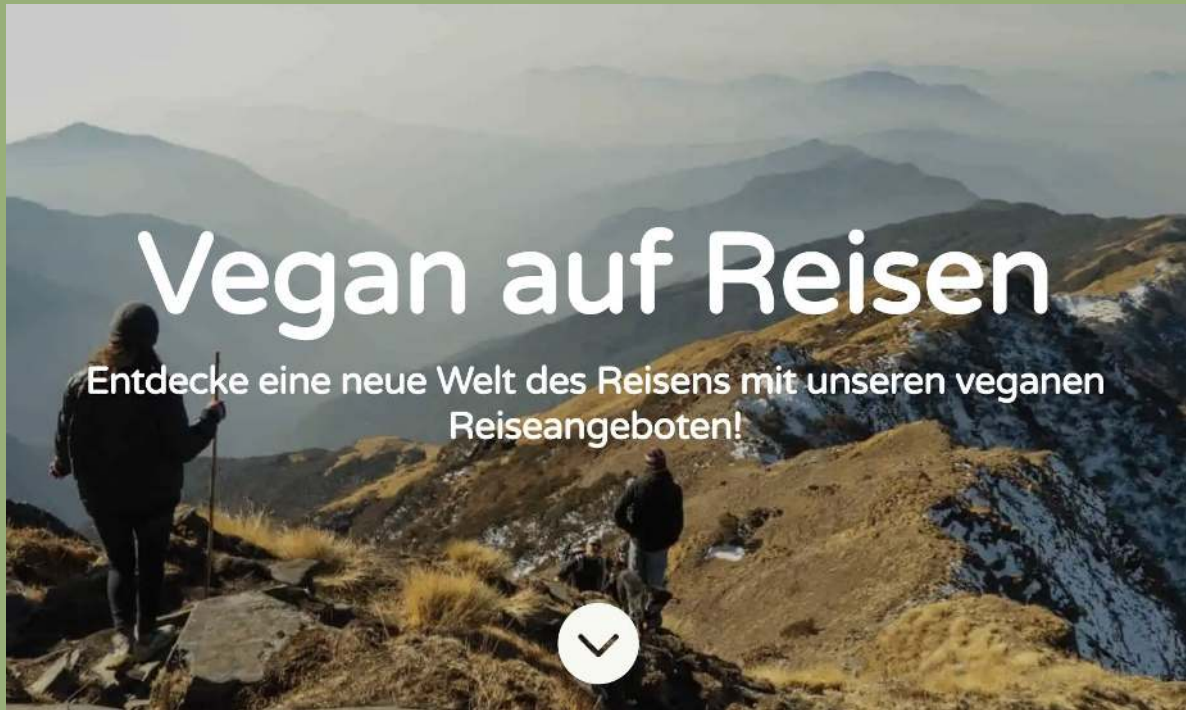 Vegan auf Reisen
Entdecke eine neue Welt des Reisens mit unseren veganen
Reiseangeboten!